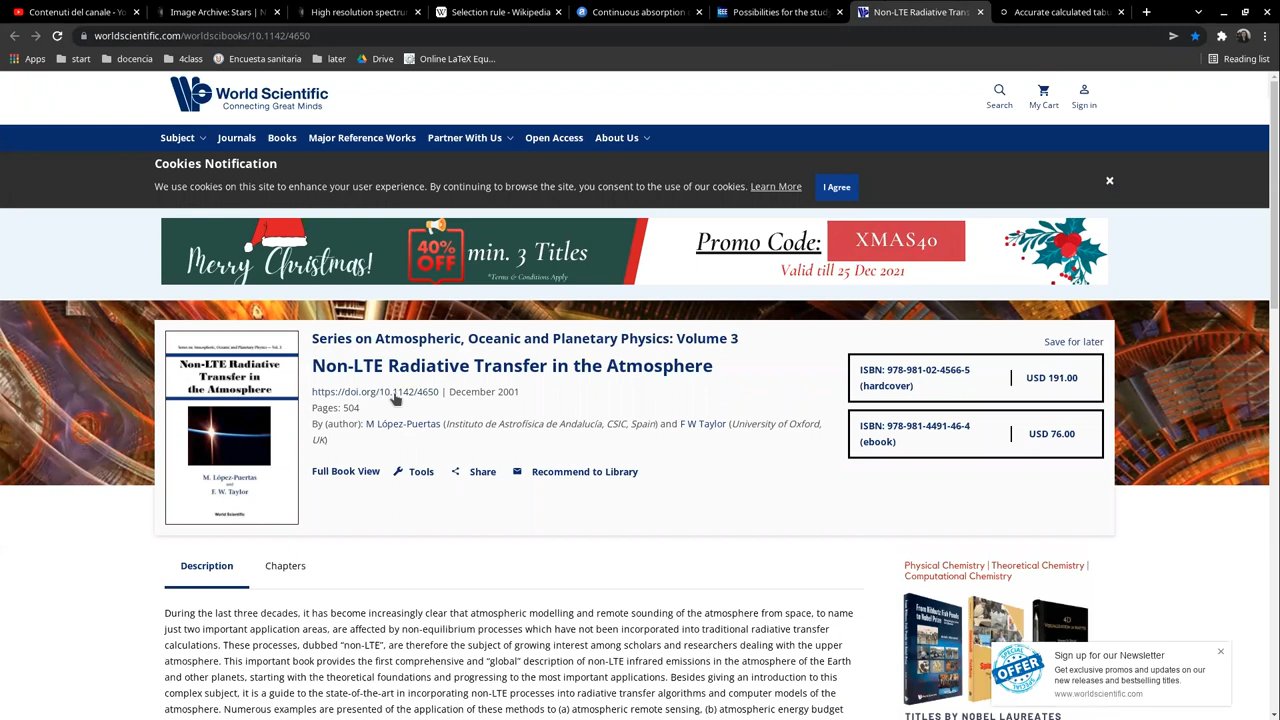 Contenuti del canale - Yo
Image Archive: Stars | N
High resolution spectrum
Selection rule - Wikipedia
Continuous absorption
Possibilities for the stud
Non-LTE Radiative Trans
Accurate calculated tabu
worldscientific.com/worldscibooks/10.1142/4650
Apps start docencia 4class Encuesta sanitaria later Drive Online LaTeX Equ... Reading list
World Scientific
Connecting Great Minds
Search My Cart Sign in
Subject Journals Books Major Reference Works Partner With Us Open Access About Us
Cookies Notification
We use cookies on this site to enhance your user experience. By continuing to browse the site, you consent to the use of our cookies. Learn More
I Agree
Merry Christmas!
40% OFF
min. 3 Titles
*Terms & Conditions Apply
Promo Code: XMAS40
Valid till 25 Dec 2021
Series on Atmospheric, Oceanic and Planetary Physics: Volume 3
Save for later
Non-LTE Radiative Transfer in the Atmosphere
https://doi.org/10.1142/4650 | December 2001
Pages: 504
By (author): M López-Puertas (Instituto de Astrofísica de Andalucía, CSIC, Spain) and F W Taylor (University of Oxford,
UK)
Full Book View Tools Share Recommend to Library
ISBN: 978-981-02-4566-5
(hardcover)
USD 191.00
ISBN: 978-981-4491-46-4
(ebook)
USD 76.00
Series on Atmospheric, Oceanic and Planetary Physics — Vol. 3
Non-LTE Radiative
Transfer in
the Atmosphere
M. López-Puertas
and
F. W. Taylor
World Scientific
Description Chapters
During the last three decades, it has become increasingly clear that atmospheric modelling and remote sounding of the atmosphere from space, to name
just two important application areas, are affected by non-equilibrium processes which have not been incorporated into traditional radiative transfer
calculations. These processes, dubbed "non-LTE", are therefore the subject of growing interest among scholars and researchers dealing with the upper
atmosphere. This important book provides the first comprehensive and "global" description of non-LTE infrared emissions in the atmosphere of the Earth
and other planets, starting with the theoretical foundations and progressing to the most important applications. Besides giving an introduction to this
complex subject, it is a guide to the state-of-the-art in incorporating non-LTE processes into radiative transfer algorithms and computer models of the
atmosphere. Numerous examples are presented of the application of these methods to (a) atmospheric remote sensing, (b) atmospheric energy budget
Physical Chemistry | Theoretical Chemistry |
Computational Chemistry
SPECIAL
OFFER
Sign up for our Newsletter
Get exclusive promos and updates on our
new releases and bestselling titles.
www.worldscientific.com
TITLES BY NOBEL LAUREATES